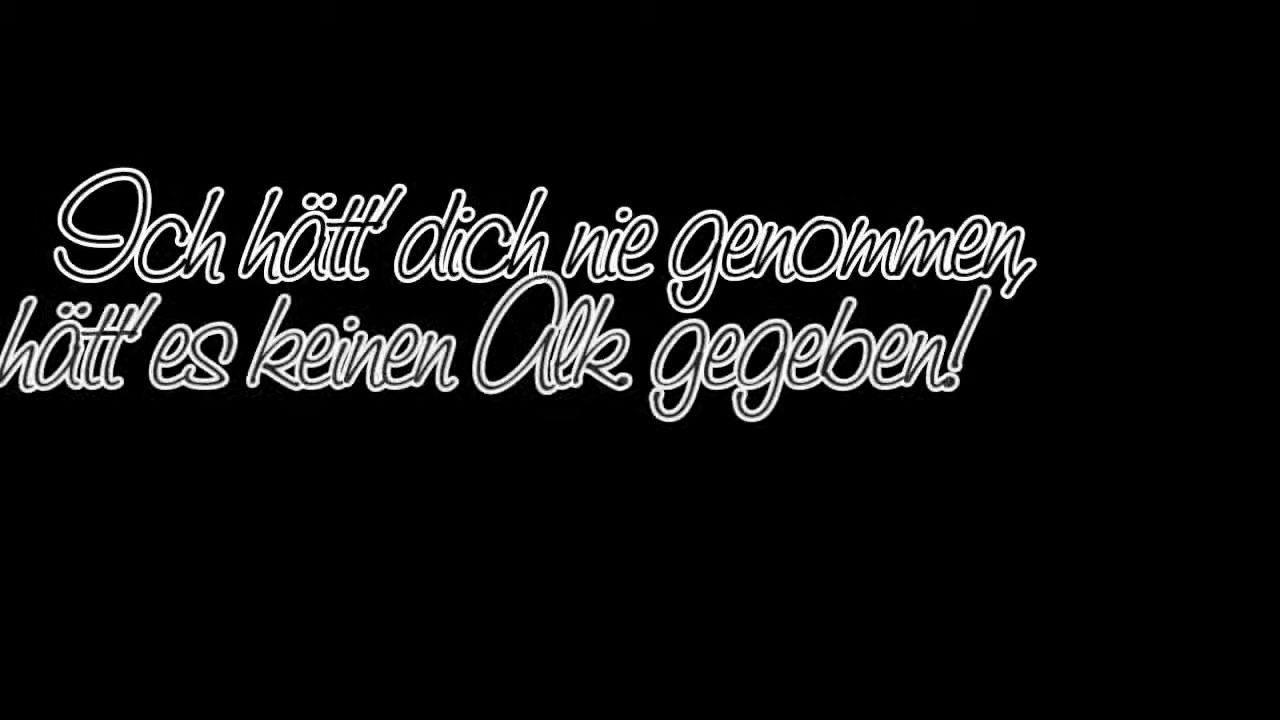 Ich hätt' dich nie genommen,
hätt' es keinen Alk gegeben!